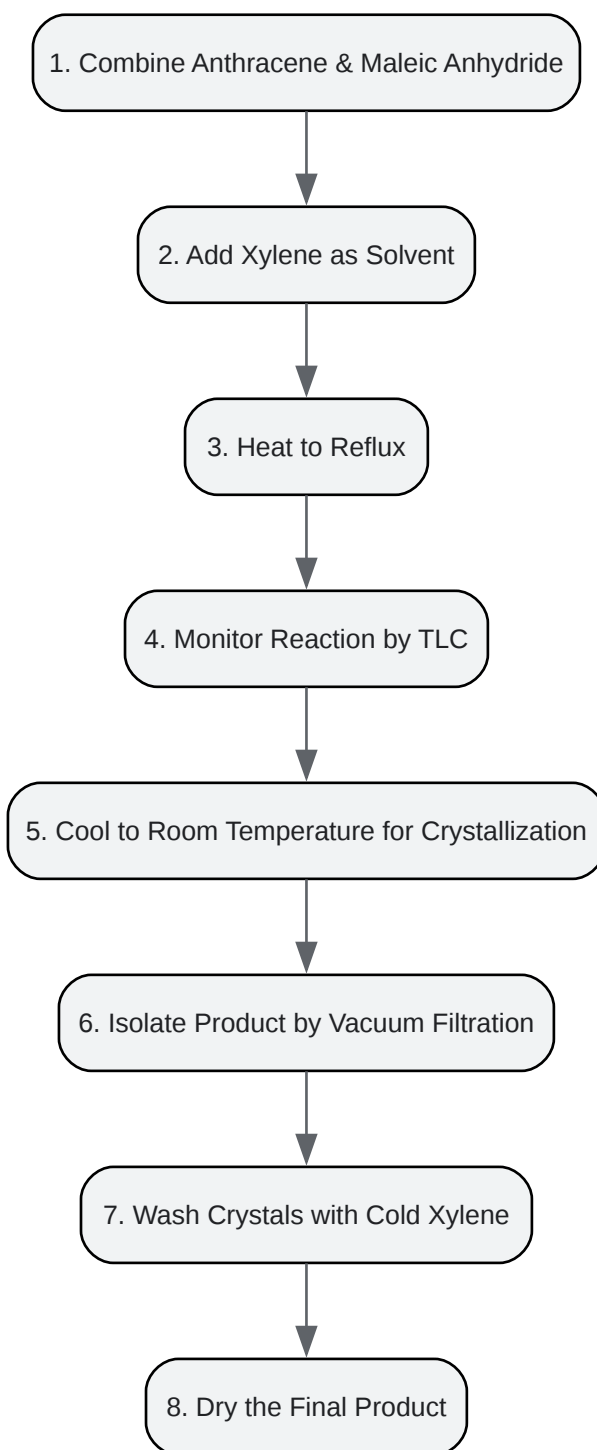 1. Combine Anthracene & Maleic Anhydride
2. Add Xylene as Solvent
3. Heat to Reflux
4. Monitor Reaction by TLC
5. Cool to Room Temperature for Crystallization
6. Isolate Product by Vacuum Filtration
7. Wash Crystals with Cold Xylene
8. Dry the Final Product